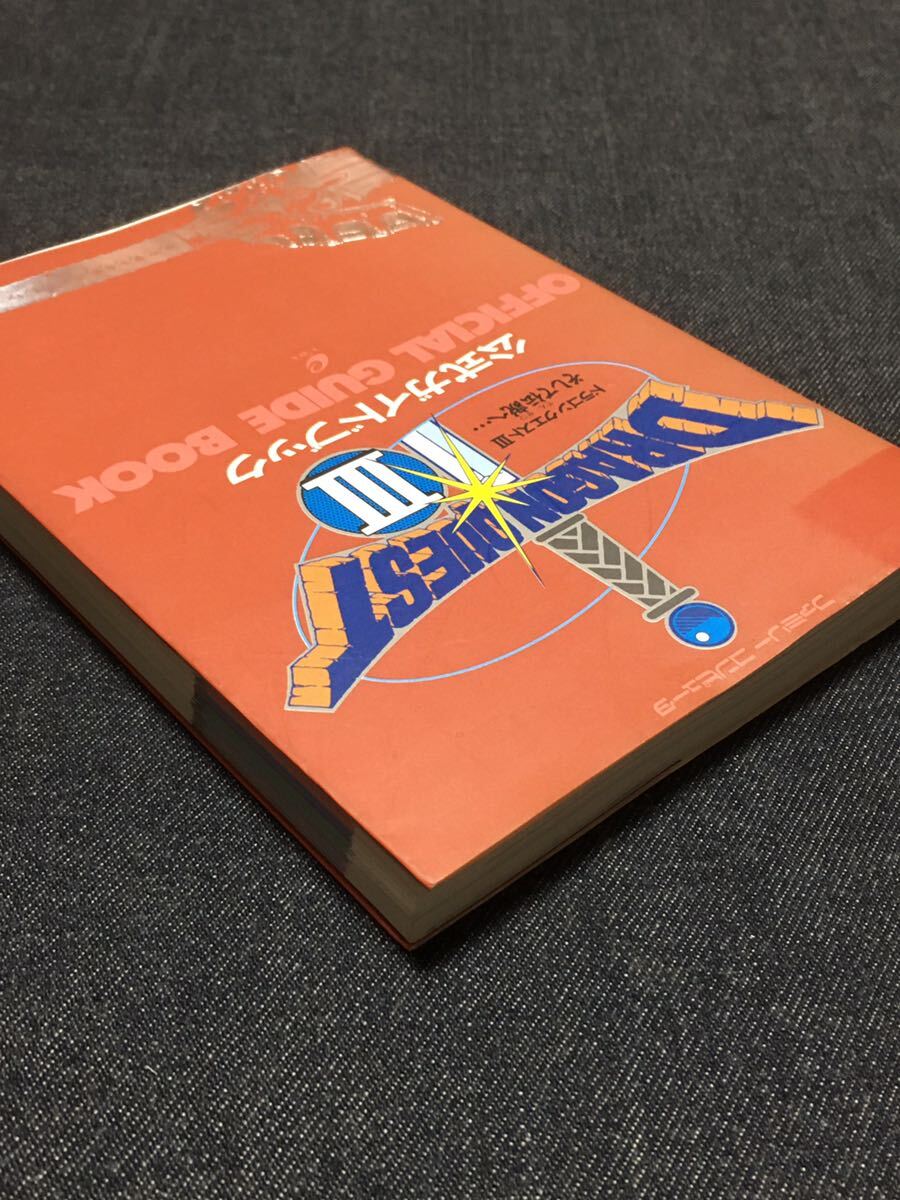 ファミリーコンピュータ
DRAGON QUEST
III
ドラゴンクエストIII
そして伝説へ…
公式ガイドブック
OFFICIAL GUIDE BOOK